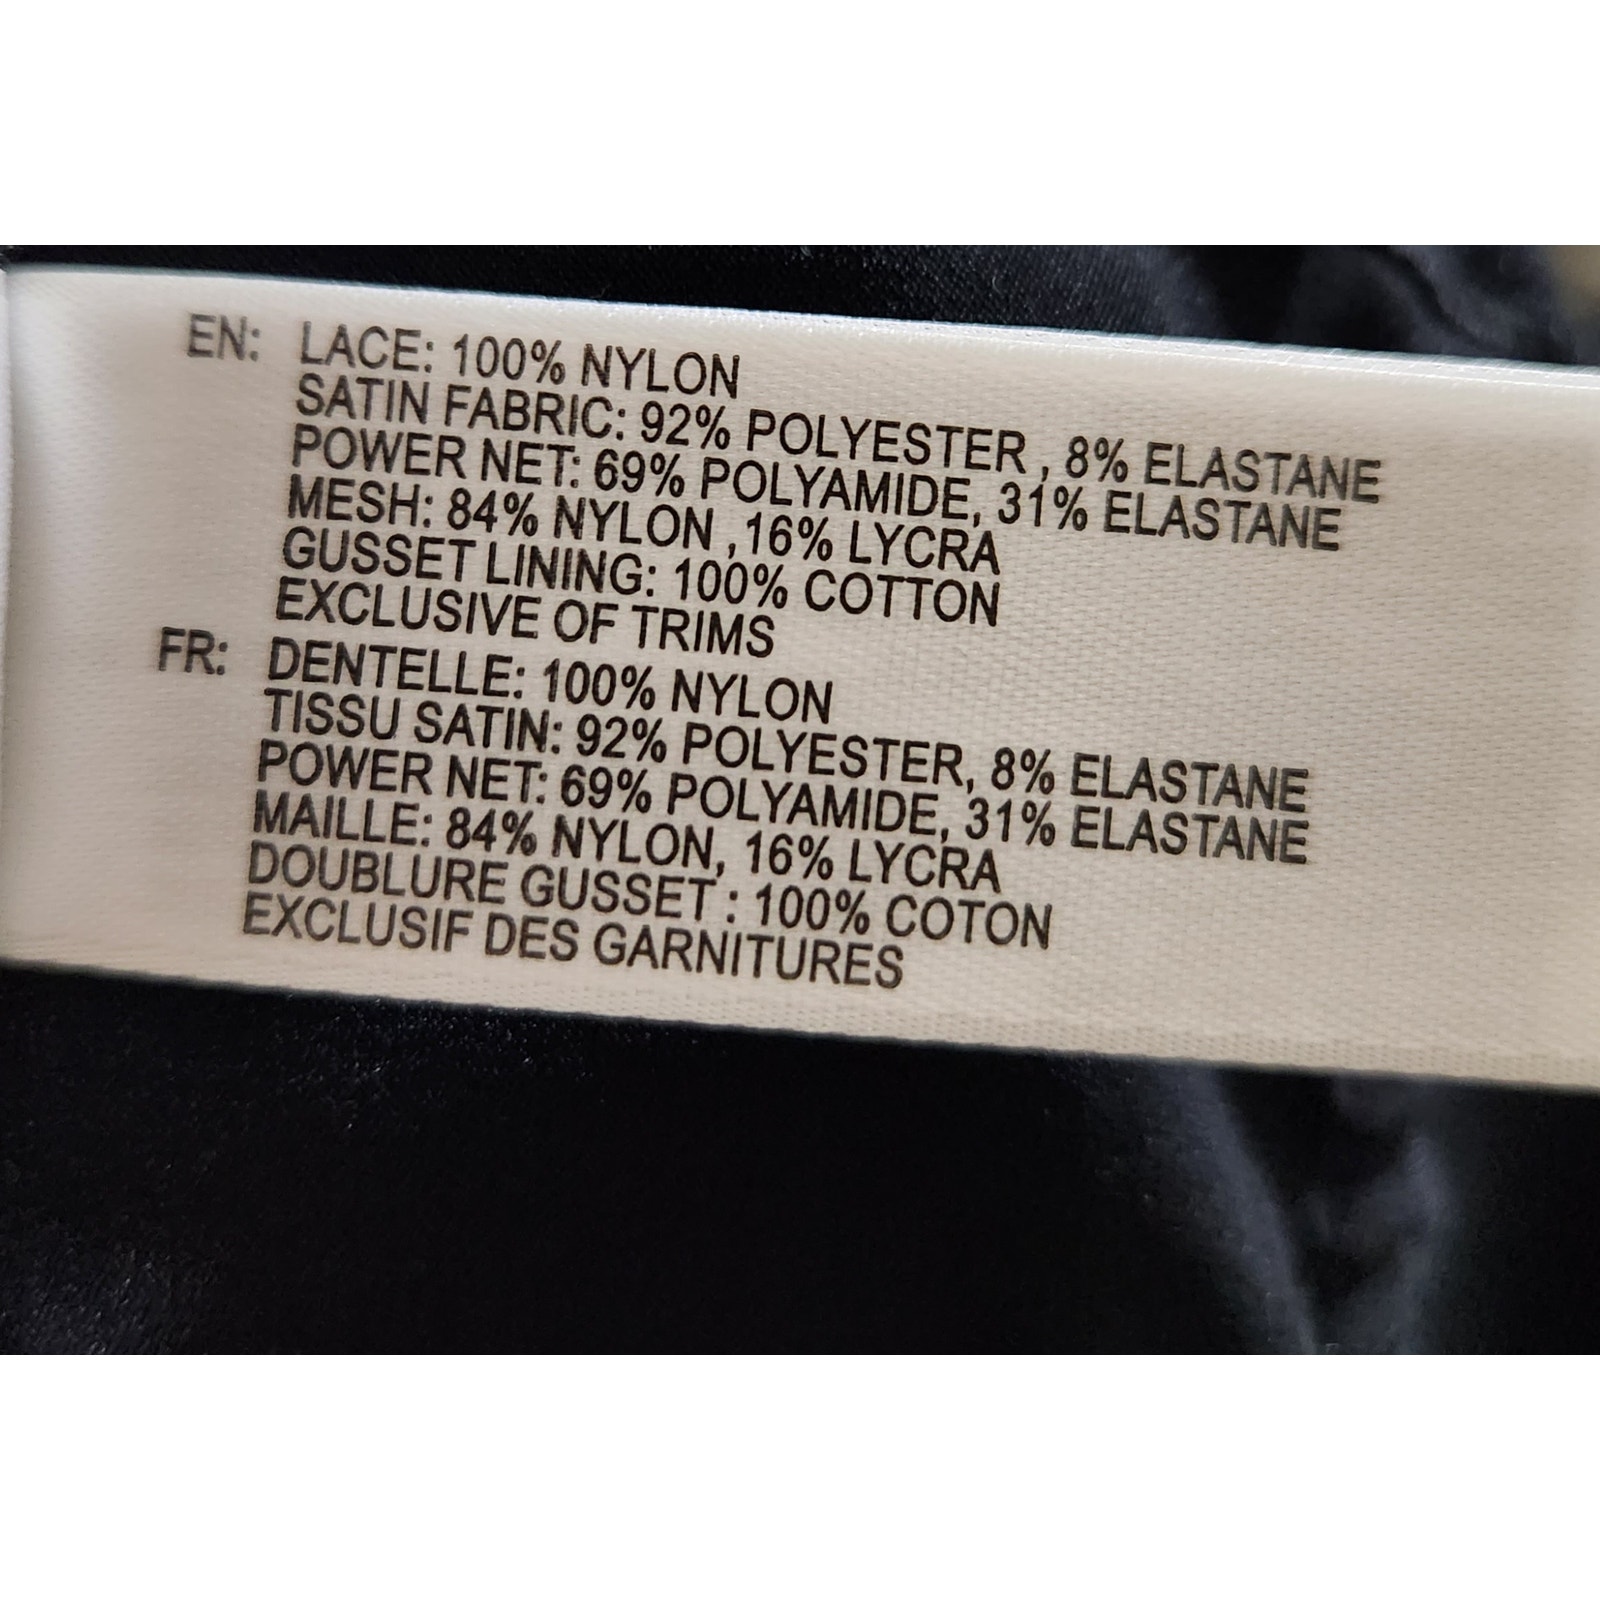 EN: LACE: 100% NYLON
SATIN FABRIC: 92% POLYESTER , 8% ELASTANE
POWER NET: 69% POLYAMIDE, 31% ELASTANE
MESH: 84% NYLON ,16% LYCRA
GUSSET LINING: 100% COTTON
EXCLUSIVE OF TRIMS
FR: DENTELLE: 100% NYLON
TISSU SATIN: 92% POLYESTER, 8% ELASTANE
POWER NET: 69% POLYAMIDE, 31% ELASTANE
MAILLE: 84% NYLON, 16% LYCRA
DOUBLURE GUSSET : 100% COTON
EXCLUSIF DES GARNITURES